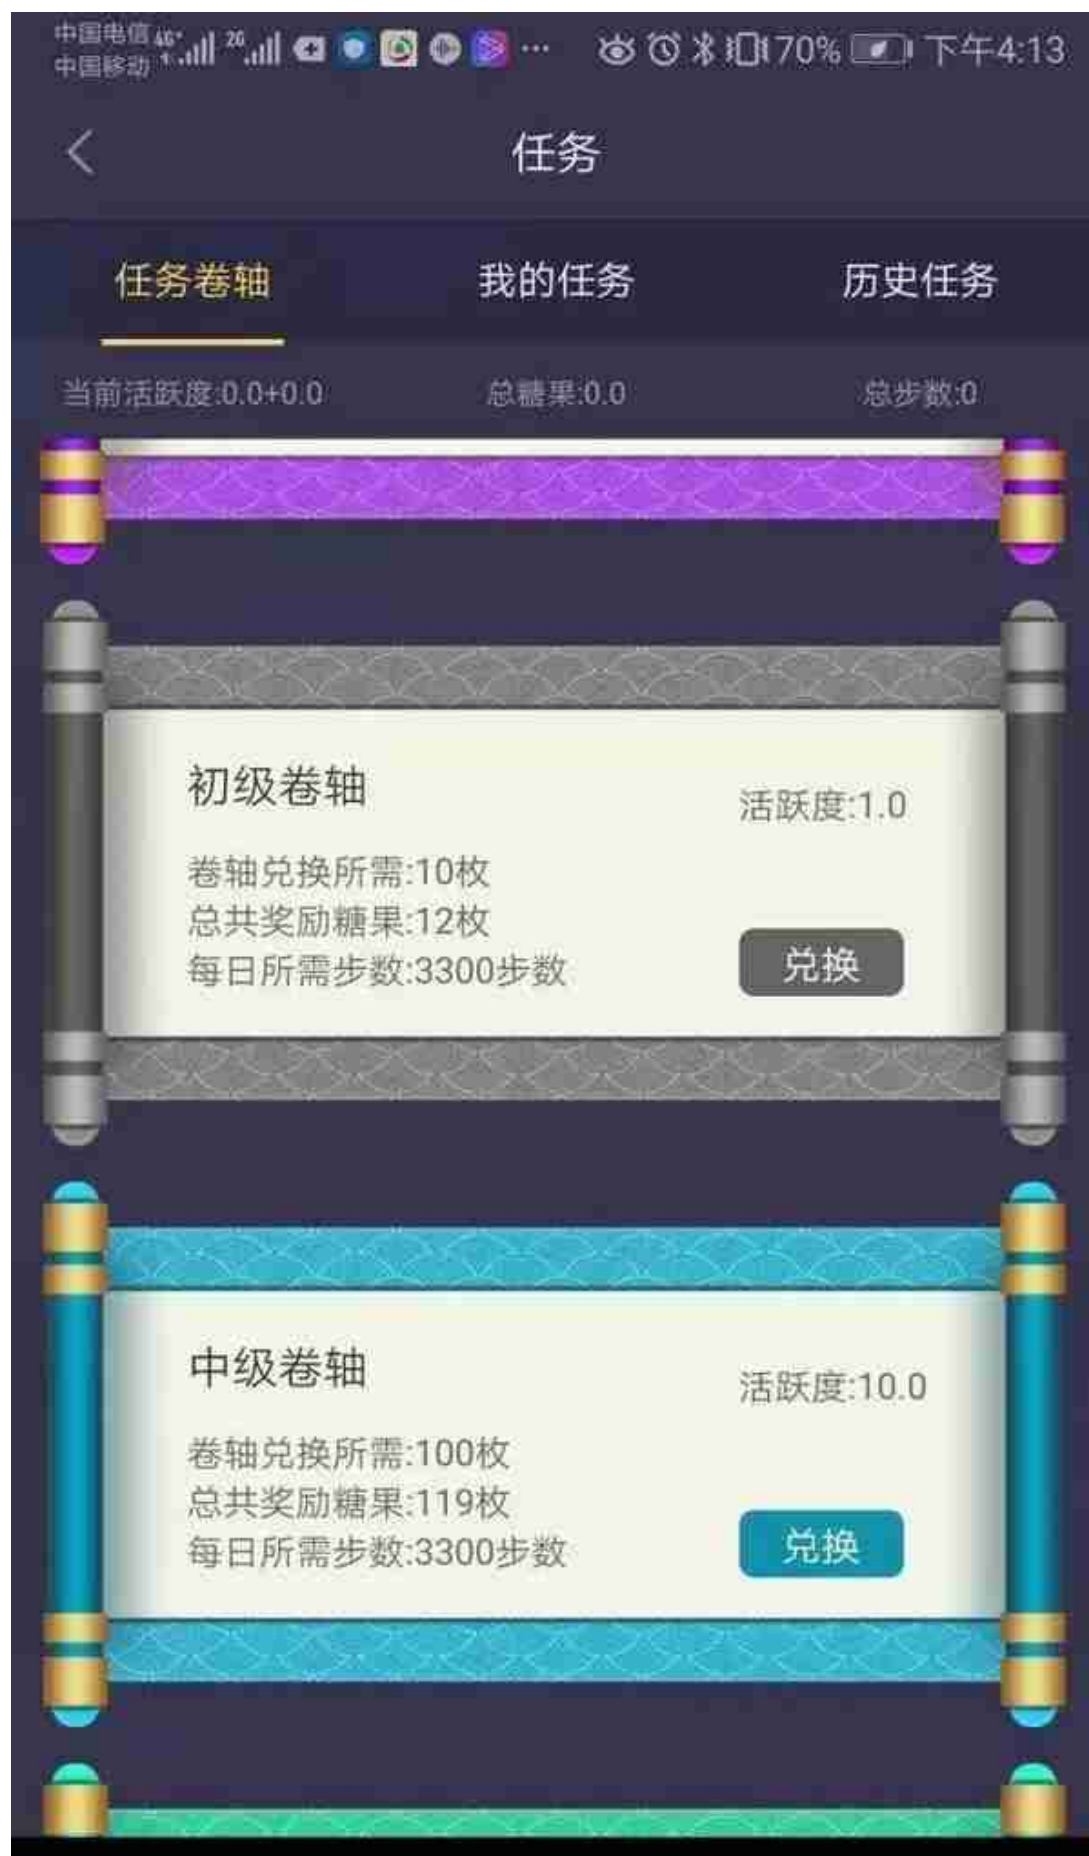 中国电信 4G+ 2G 70% 下午4:13
中国移动
任务
任务卷轴 我的任务 历史任务
当前活跃度:0.0+0.0 总糖果:0.0 总步数:0
初级卷轴
活跃度:1.0
卷轴兑换所需:10枚
总共奖励糖果:12枚
每日所需步数:3300步数
兑换
中级卷轴
活跃度:10.0
卷轴兑换所需:100枚
总共奖励糖果:119枚
每日所需步数:3300步数
兑换